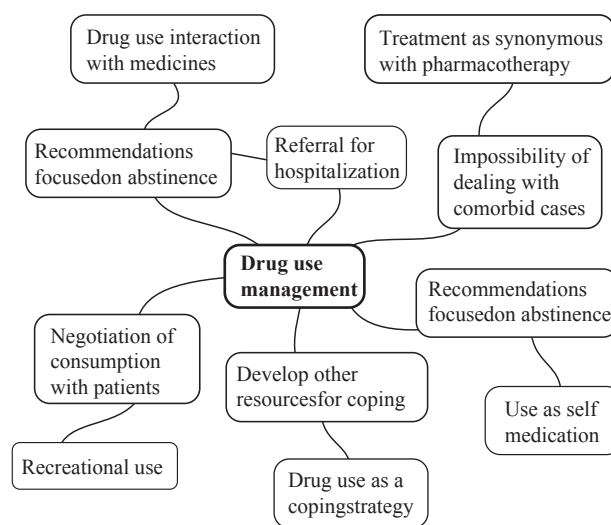 Drug use interaction
with medicines
Treatment as synonymous
with pharmacotherapy
Recommendations
focusedon abstinence
Referral for
hospitalization
Impossibility of
dealing with
comorbid cases
Drug use
management
Recommendations
focusedon abstinence
Negotiation of
consumption
with patients
Develop other
resourcesfor coping
Use as self
medication
Recreational use
Drug use as a
copingstrategy